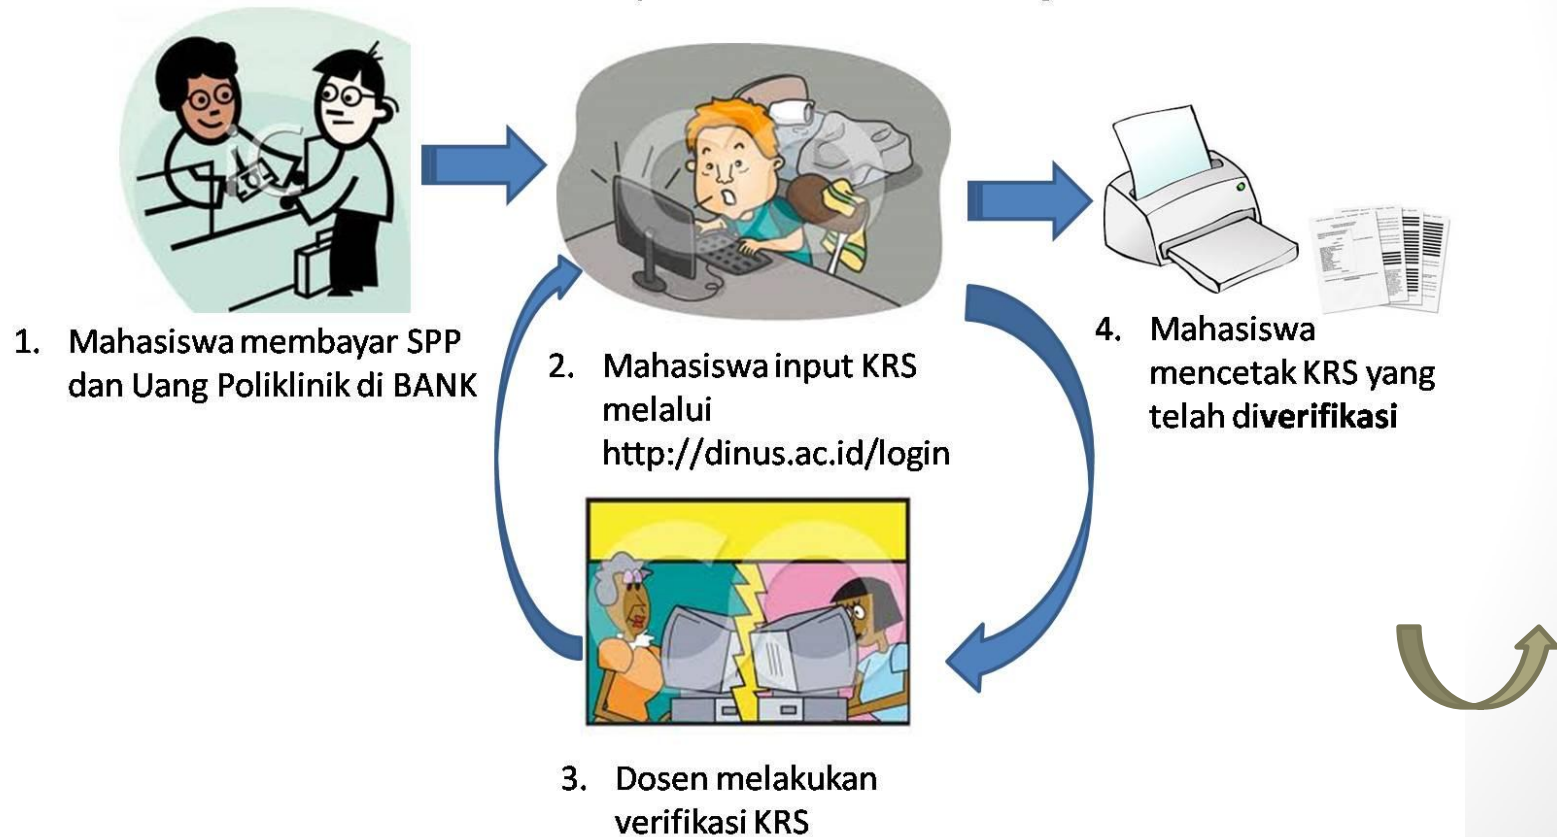 1. Mahasiswa membayar SPP
dan Uang Poliklinik di BANK
2. Mahasiswa input KRS
melalui
http://dinus.ac.id/login
3. Dosen melakukan
verifikasi KRS
4. Mahasiswa
mencetak KRS yang
telah diverifikasi